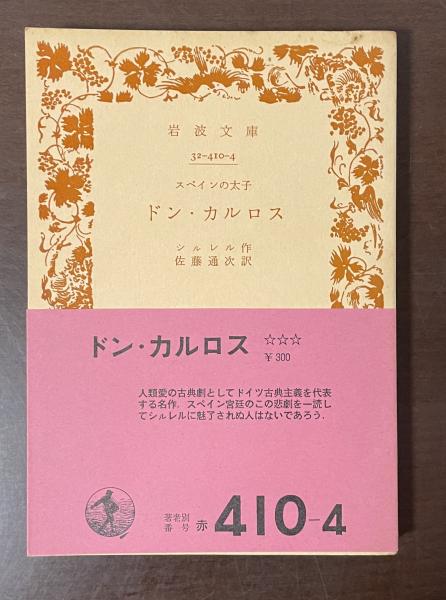 岩波文庫
32-410-4
スペインの太子
ドン・カルロス
シルレル作
佐藤通次訳
ドン・カルロス
☆☆☆
￥300
人類愛の古典劇としてドイツ古典主義を代表
する名作．スペイン宮廷のこの悲劇を一読し
てシルレルに魅了されぬ人はないであろう．
著者別
番号
赤 410-4